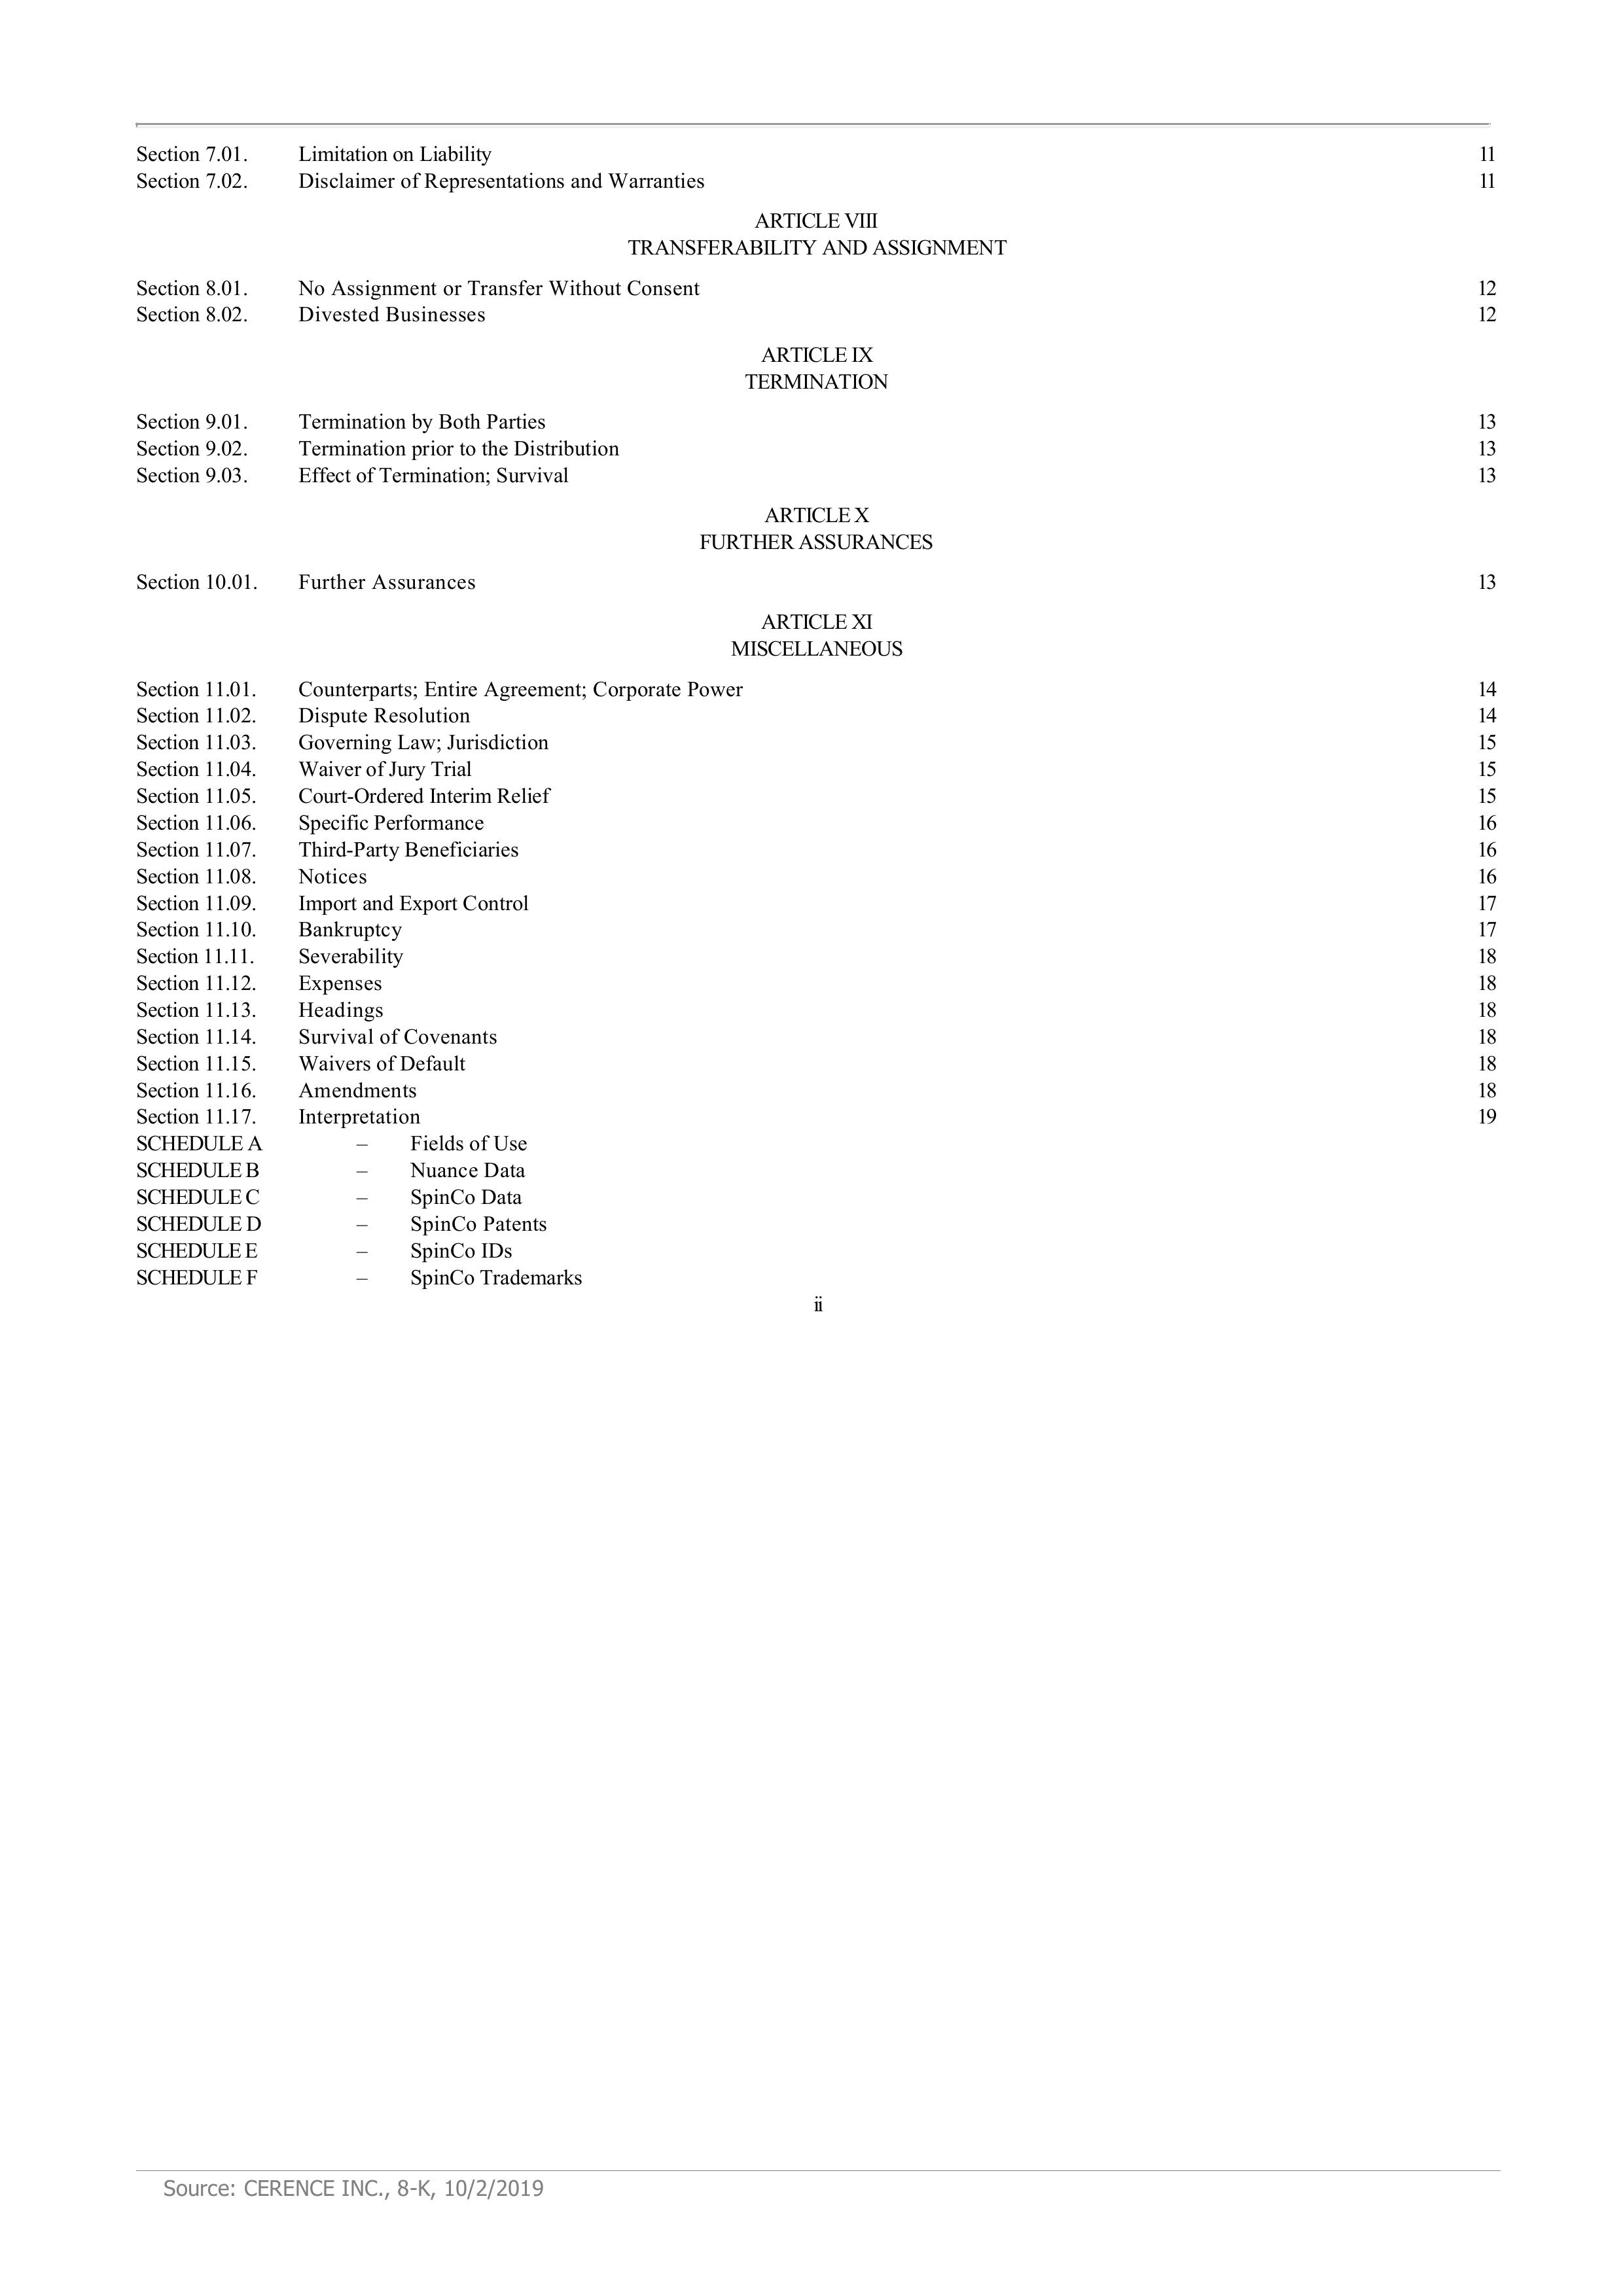 Section 7.01. Limitation on Liability 11
Section 7.02. Disclaimer of Representations and Warranties 11
ARTICLE VIII
TRANSFERABILITY AND ASSIGNMENT
Section 8.01. No Assignment or Transfer Without Consent 12
Section 8.02. Divested Businesses 12
ARTICLE IX
TERMINATION
Section 9.01. Termination by Both Parties 13
Section 9.02. Termination prior to the Distribution 13
Section 9.03. Effect of Termination; Survival 13
ARTICLE X
FURTHER ASSURANCES
Section 10.01. Further Assurances 13
ARTICLE XI
MISCELLANEOUS
Section 11.01. Counterparts; Entire Agreement; Corporate Power 14
Section 11.02. Dispute Resolution 14
Section 11.03. Governing Law; Jurisdiction 15
Section 11.04. Waiver of Jury Trial 15
Section 11.05. Court-Ordered Interim Relief 15
Section 11.06. Specific Performance 16
Section 11.07. Third-Party Beneficiaries 16
Section 11.08. Notices 16
Section 11.09. Import and Export Control 17
Section 11.10. Bankruptcy 17
Section 11.11. Severability 18
Section 11.12. Expenses 18
Section 11.13. Headings 18
Section 11.14. Survival of Covenants 18
Section 11.15. Waivers of Default 18
Section 11.16. Amendments 18
Section 11.17. Interpretation 19
SCHEDULE A – Fields of Use
SCHEDULE B – Nuance Data
SCHEDULE C – SpinCo Data
SCHEDULE D – SpinCo Patents
SCHEDULE E – SpinCo IDs
SCHEDULE F – SpinCo Trademarks
ii
Source: CERENCE INC., 8-K, 10/2/2019